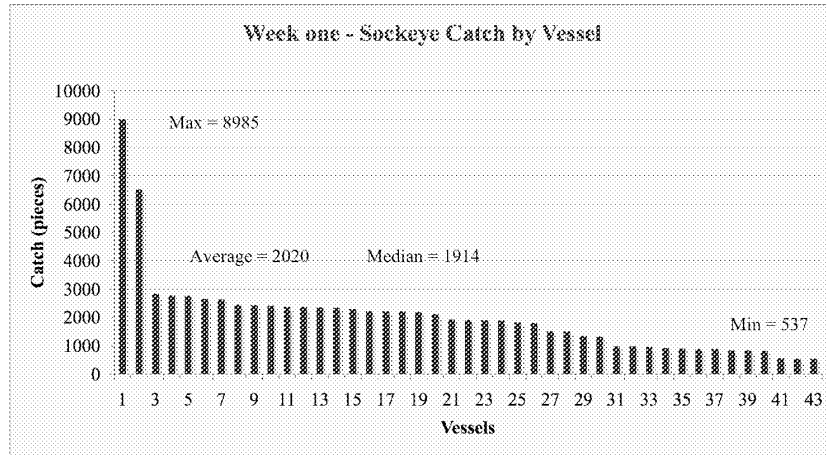 Week one - Sockeye Catch by Vessel
10000
9000
8000
7000
6000
5000
4000
3000
2000
1000
0
Catch (pieces)
Max = 8985
Average = 2020 Median = 1914
Min = 537
1 3 5 7 9 11 13 15 17 19 21 23 25 27 29 31 33 35 37 39 41 43
Vessels